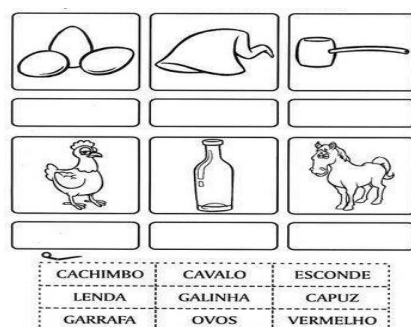 CACHIMBO CAVALO ESCONDE
LENDA GALINHA CAPUZ
GARRAFA OVOS VERMELHO